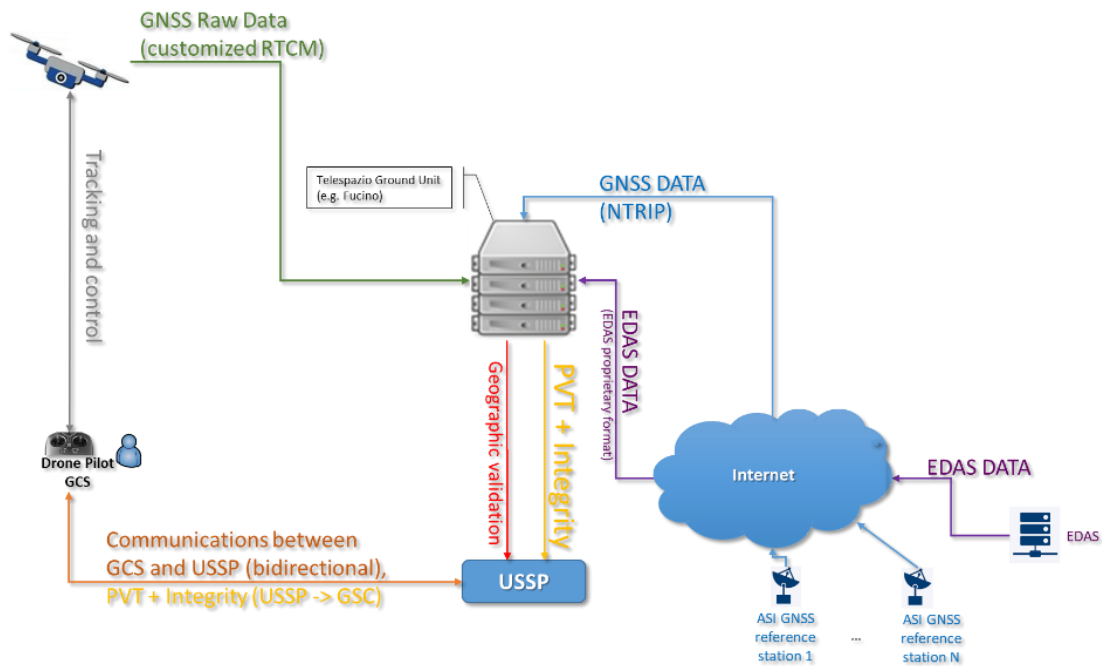 GNSS Raw Data
(customized RTCM)
Telespazio Ground Unit
(e.g. Fucino)
GNSS DATA
(NTRIP)
Tracking and control
EDAS DATA
(EDAS proprietary format)
Geographic validation
PVT + Integrity
Internet
EDAS DATA
EDAS
Drone Pilot
GCS
Communications between
GCS and USSP (bidirectional),
PVT + Integrity (USSP -> GSC)
USSP
ASI GNSS
reference
station 1
...
ASI GNSS
reference
station N